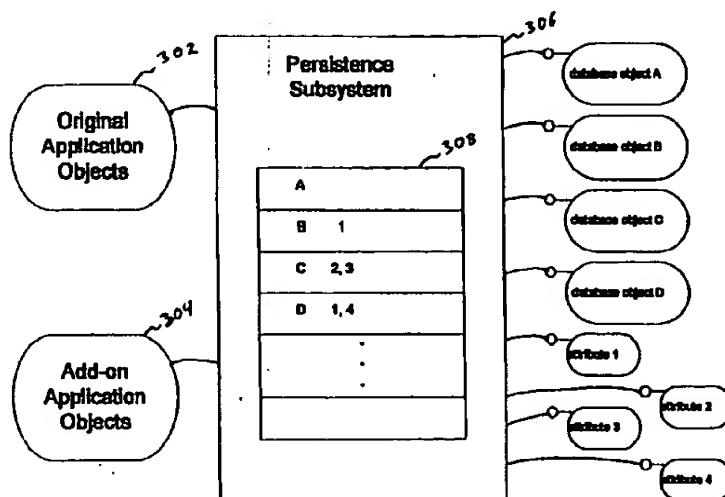 302
Original
Application
Objects
304
Add-on
Application
Objects
306
Persistence
Subsystem
308
A
B 1
C 2, 3
D 1, 4
database object A
database object B
database object C
database object D
attribute 1
attribute 2
attribute 3
attribute 4